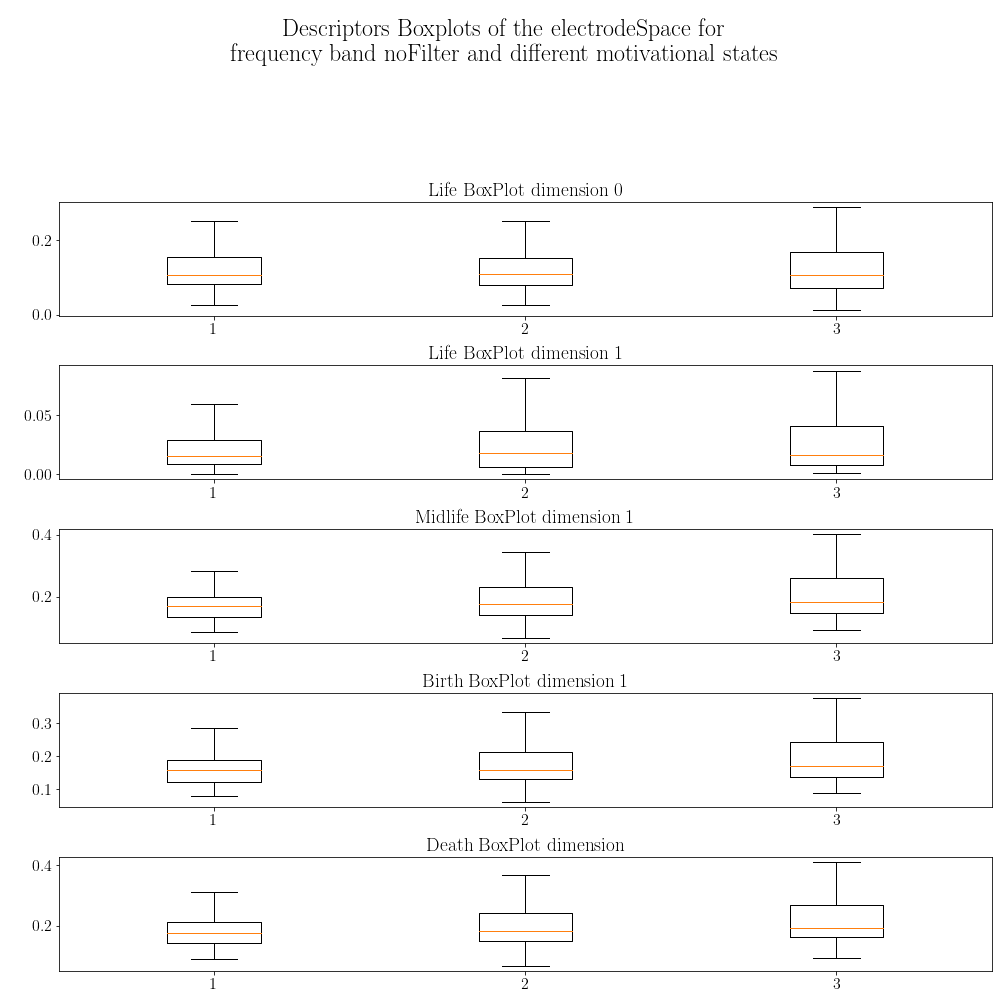 Descriptors Boxplots of the electrodeSpace for
frequency band noFilter and different motivational states
Life BoxPlot dimension 0
0.2
0.0
1 2 3
Life BoxPlot dimension 1
0.05
0.00
1 2 3
Midlife BoxPlot dimension 1
0.4
0.2
1 2 3
Birth BoxPlot dimension 1
0.3
0.2
0.1
1 2 3
Death BoxPlot dimension
0.4
0.2
1 2 3